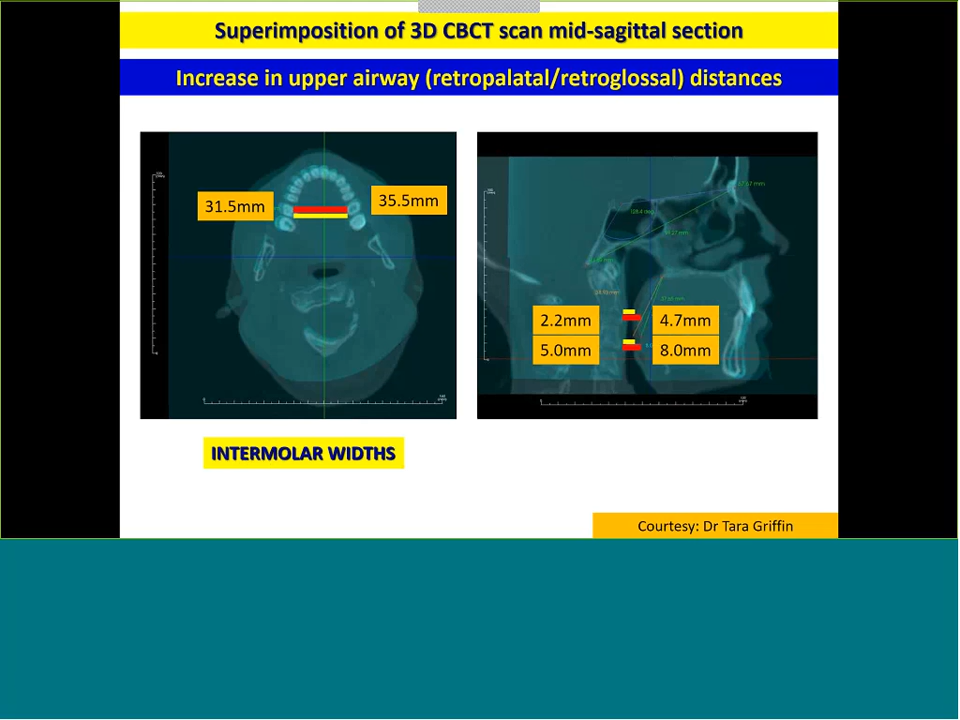 Superimposition of 3D CBCT scan mid-sagittal section
Increase in upper airway (retropalatal/retroglossal) distances
31.5mm
35.5mm
2.2mm
4.7mm
5.0mm
8.0mm
INTERMOLAR WIDTHS
Courtesy: Dr Tara Griffin